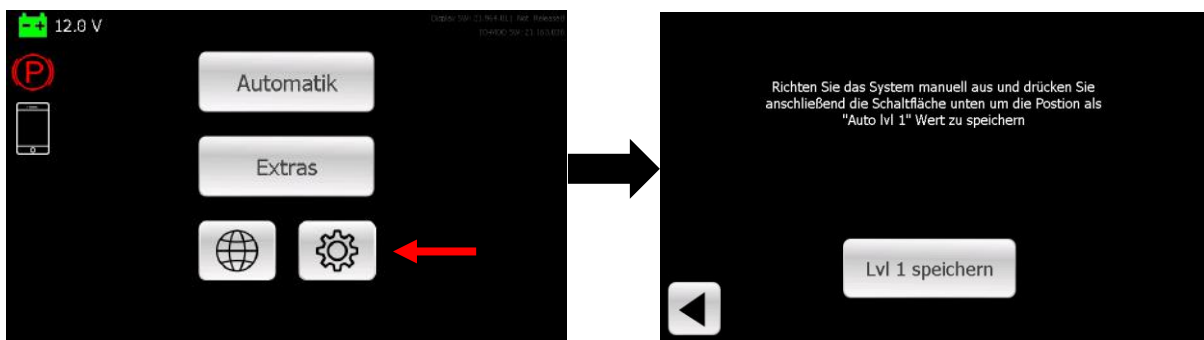 12.0 V
Automatik
Extras
Richten Sie das System manuell aus und drücken Sie
anschließend die Schaltfläche unten um die Postion als
"Auto lvl 1" Wert zu speichern
Lvl 1 speichern